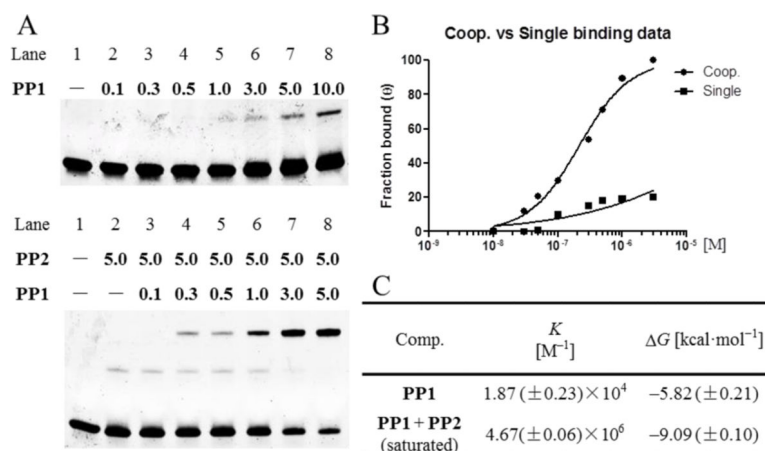 A
Lane 1 2 3 4 5 6 7 8
PP1 — 0.1 0.3 0.5 1.0 3.0 5.0 10.0
Lane 1 2 3 4 5 6 7 8
PP2 — 5.0 5.0 5.0 5.0 5.0 5.0 5.0
PP1 — — 0.1 0.3 0.5 1.0 3.0 5.0
B
Coop. vs Single binding data
Fraction bound (θ)
100
80
60
40
20
0
10⁻⁹ 10⁻⁸ 10⁻⁷ 10⁻⁶ 10⁻⁵ [M]
Coop.
Single
C
Comp. K [M⁻¹] ΔG [kcal·mol⁻¹]
PP1 1.87 (±0.23)×10⁴ –5.82 (±0.21)
PP1 + PP2 (saturated) 4.67(±0.06)×10⁶ –9.09 (±0.10)